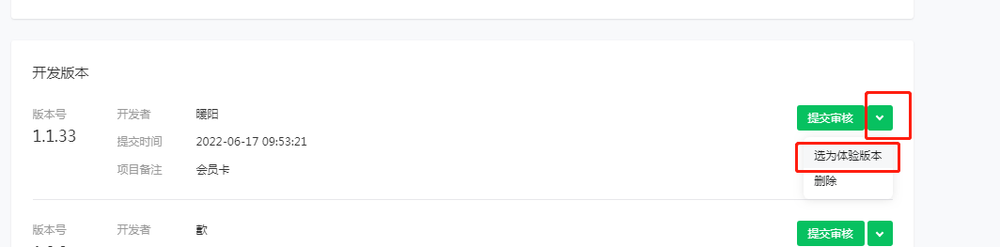 开发版本
版本号 开发者 暖阳 提交审核
1.1.33
提交时间 2022-06-17 09:53:21
选为体验版本
项目备注 会员卡
删除
版本号 开发者 歆 提交审核